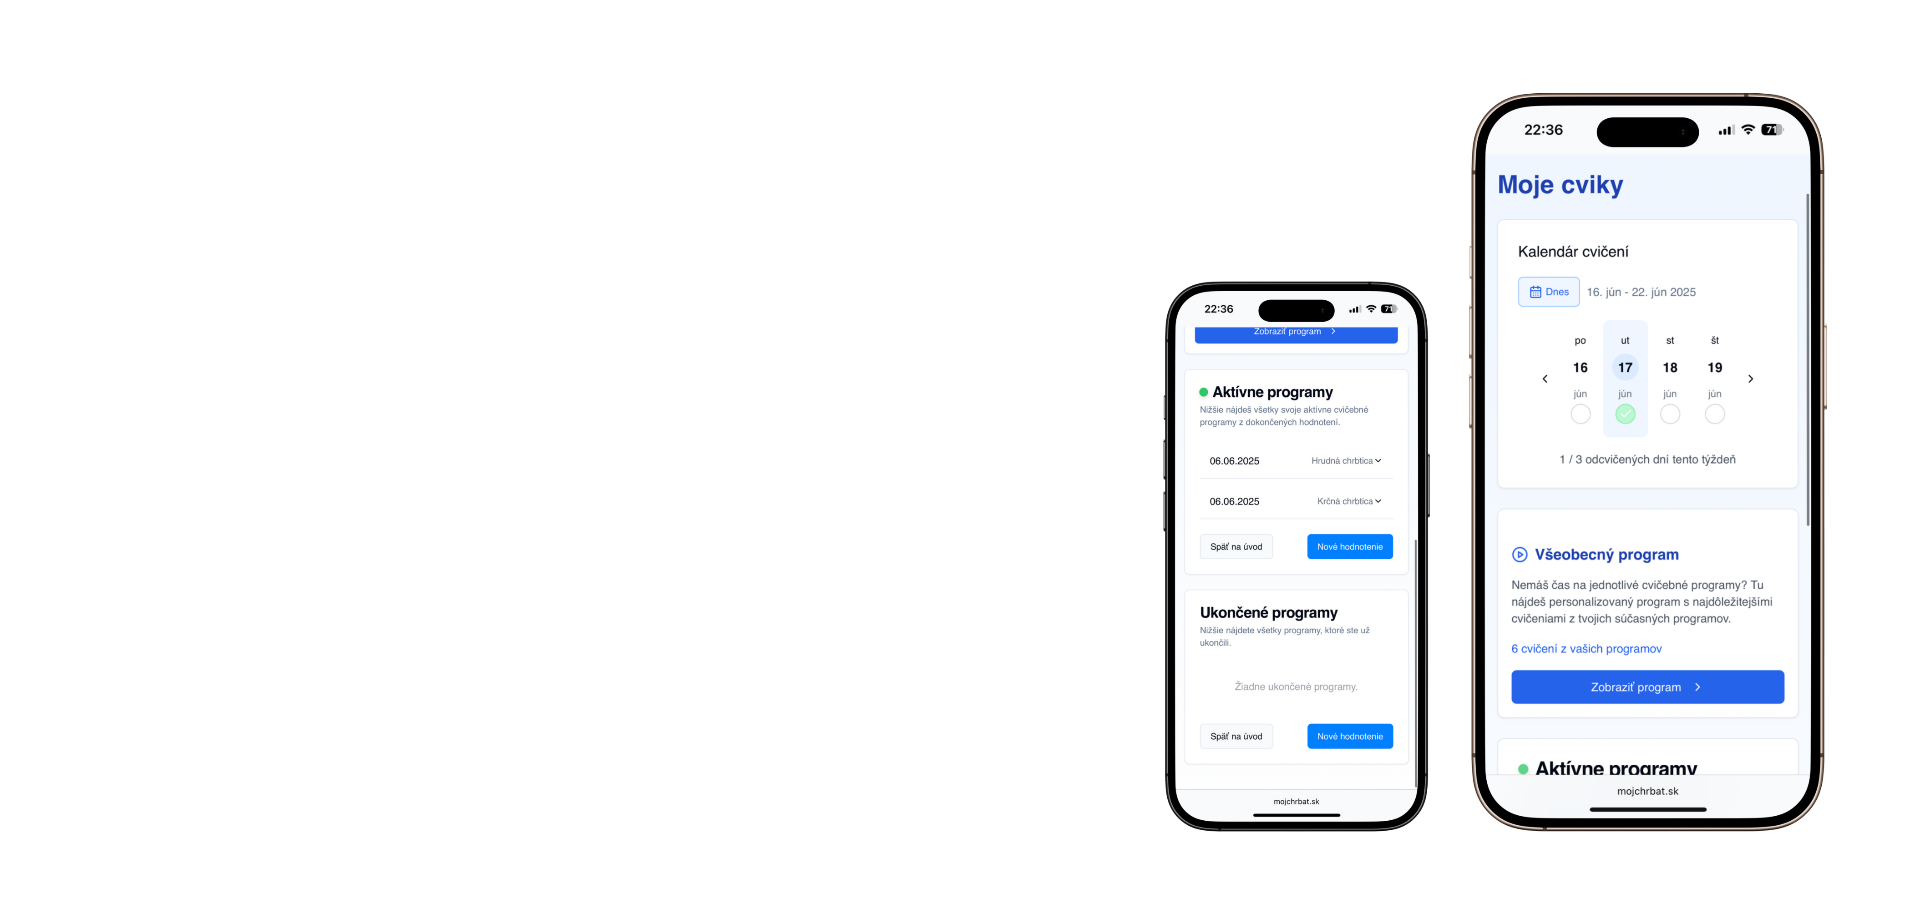 22:36
Zobraziť program
Aktívne programy
Nižšie nájdeš všetky svoje aktívne cvičebné
programy z dokončených hodnotení.
06.06.2025 Hrudná chrbtica
06.06.2025 Krčná chrbtica
Späť na úvod Nové hodnotenie
Ukončené programy
Nižšie nájdete všetky programy, ktoré ste už
ukončili.
Žiadne ukončené programy.
Späť na úvod Nové hodnotenie
mojchrbat.sk
22:36 71
Moje cviky
Kalendár cvičení
Dnes 16. jún - 22. jún 2025
po ut st št
16 17 18 19
jún jún jún jún
1 / 3 odcvičených dní tento týždeň
Všeobecný program
Nemáš čas na jednotlivé cvičebné programy? Tu
nájdeš personalizovaný program s najdôležitejšími
cvičeniami z tvojich súčasných programov.
6 cvičení z vašich programov
Zobraziť program
Aktívne programy
mojchrbat.sk